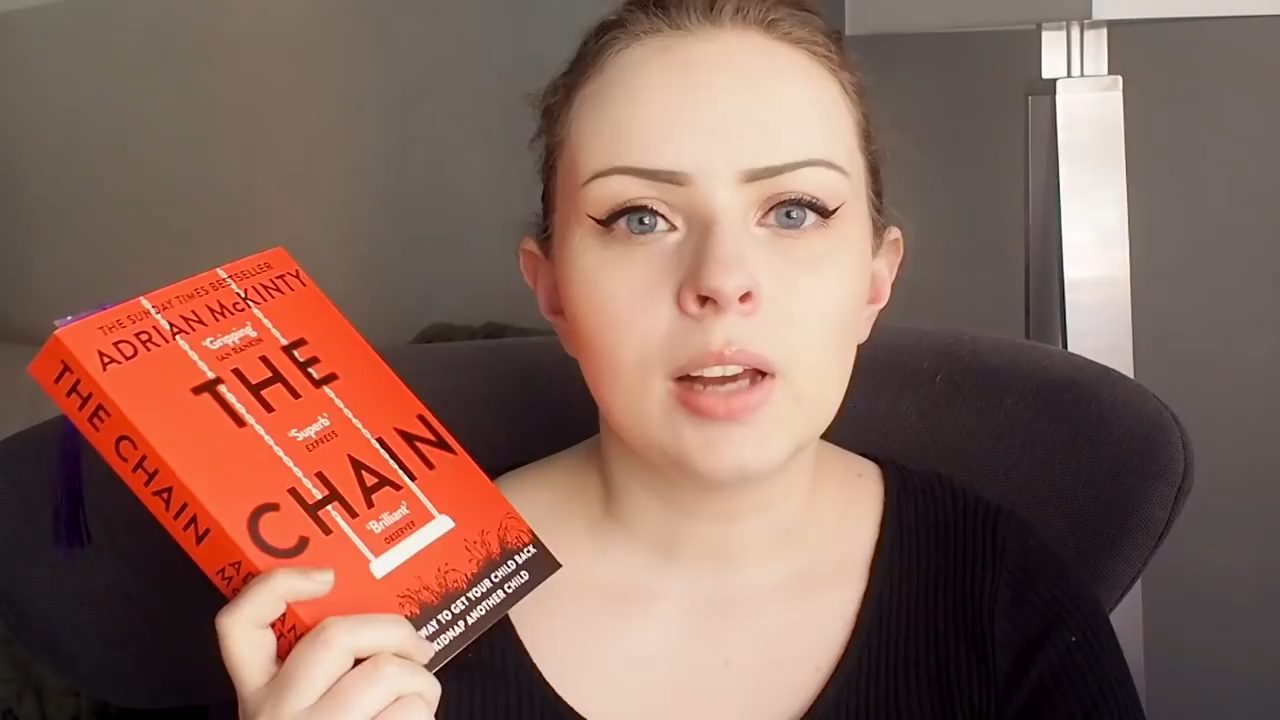 THE SUNDAY TIMES BESTSELLER
ADRIAN McKINTY
'Gripping'
IAN RANKIN
THE
'Superb'
EXPRESS
CHAIN
'Brilliant'
OBSERVER
WAY TO GET YOUR CHILD BACK
KIDNAP ANOTHER CHILD
THE CHAIN